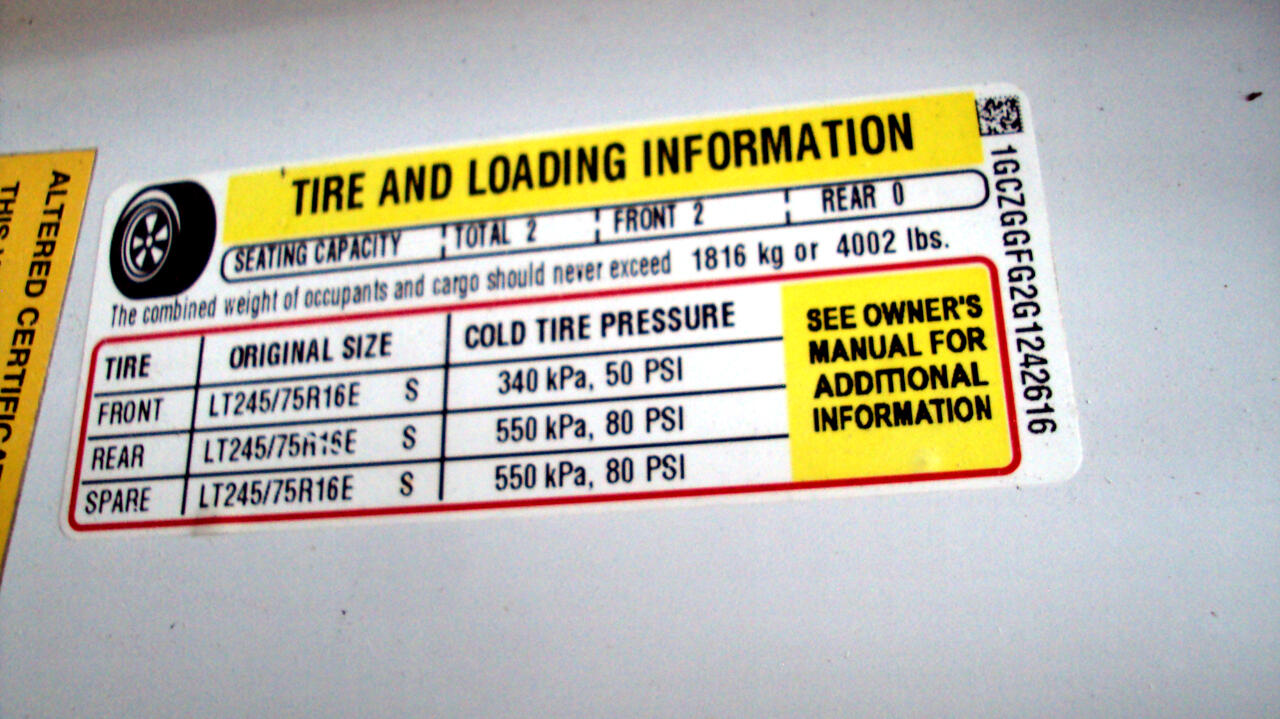 TIRE AND LOADING INFORMATION
SEATING CAPACITY TOTAL 2 FRONT 2 REAR 0
The combined weight of occupants and cargo should never exceed 1816 kg or 4002 lbs.
TIRE ORIGINAL SIZE COLD TIRE PRESSURE
FRONT LT245/75R16E S 340 kPa, 50 PSI
REAR LT245/75R16E S 550 kPa, 80 PSI
SPARE LT245/75R16E S 550 kPa, 80 PSI
SEE OWNER'S
MANUAL FOR
ADDITIONAL
INFORMATION
1GCZGGFG2G1242616
ALTERED